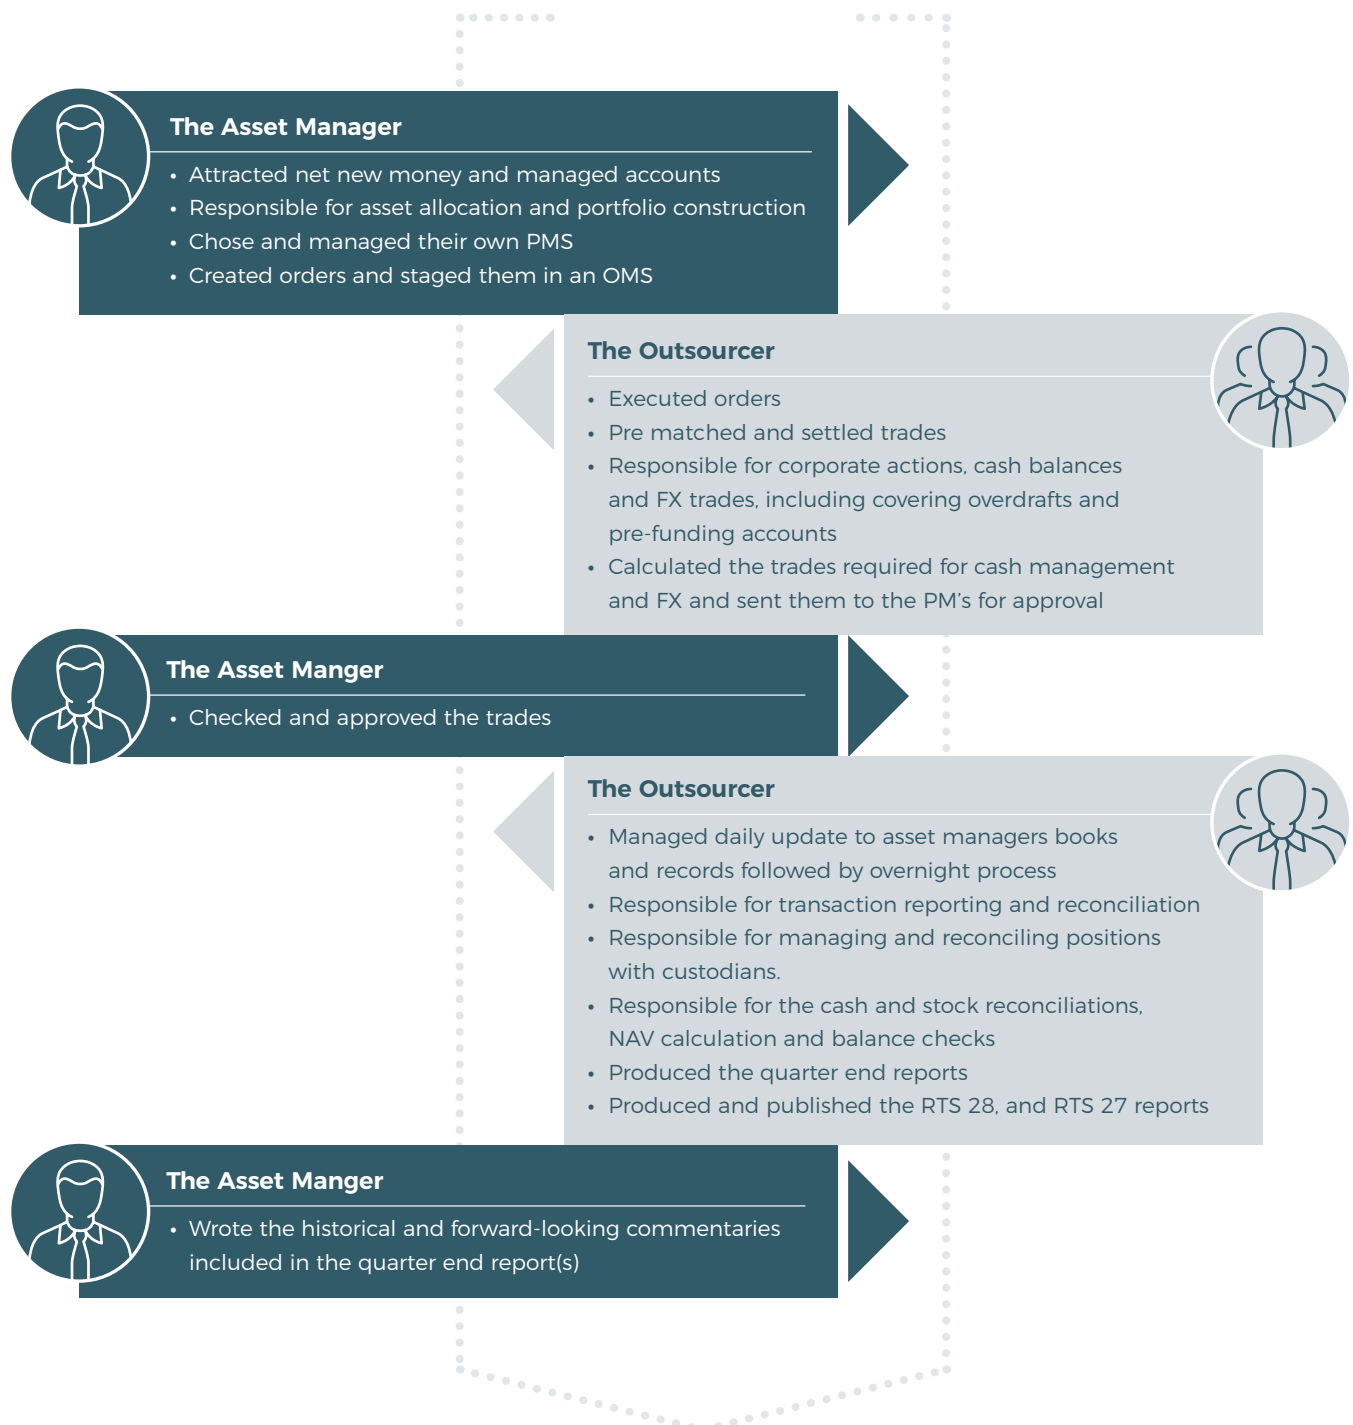 The Asset Manager
• Attracted net new money and managed accounts
• Responsible for asset allocation and portfolio construction
• Chose and managed their own PMS
• Created orders and staged them in an OMS
The Outsourcer
• Executed orders
• Pre matched and settled trades
• Responsible for corporate actions, cash balances
and FX trades, including covering overdrafts and
pre-funding accounts
• Calculated the trades required for cash management
and FX and sent them to the PM’s for approval
The Asset Manger
• Checked and approved the trades
The Outsourcer
• Managed daily update to asset managers books
and records followed by overnight process
• Responsible for transaction reporting and reconciliation
• Responsible for managing and reconciling positions
with custodians.
• Responsible for the cash and stock reconciliations,
NAV calculation and balance checks
• Produced the quarter end reports
• Produced and published the RTS 28, and RTS 27 reports
The Asset Manger
• Wrote the historical and forward-looking commentaries
included in the quarter end report(s)